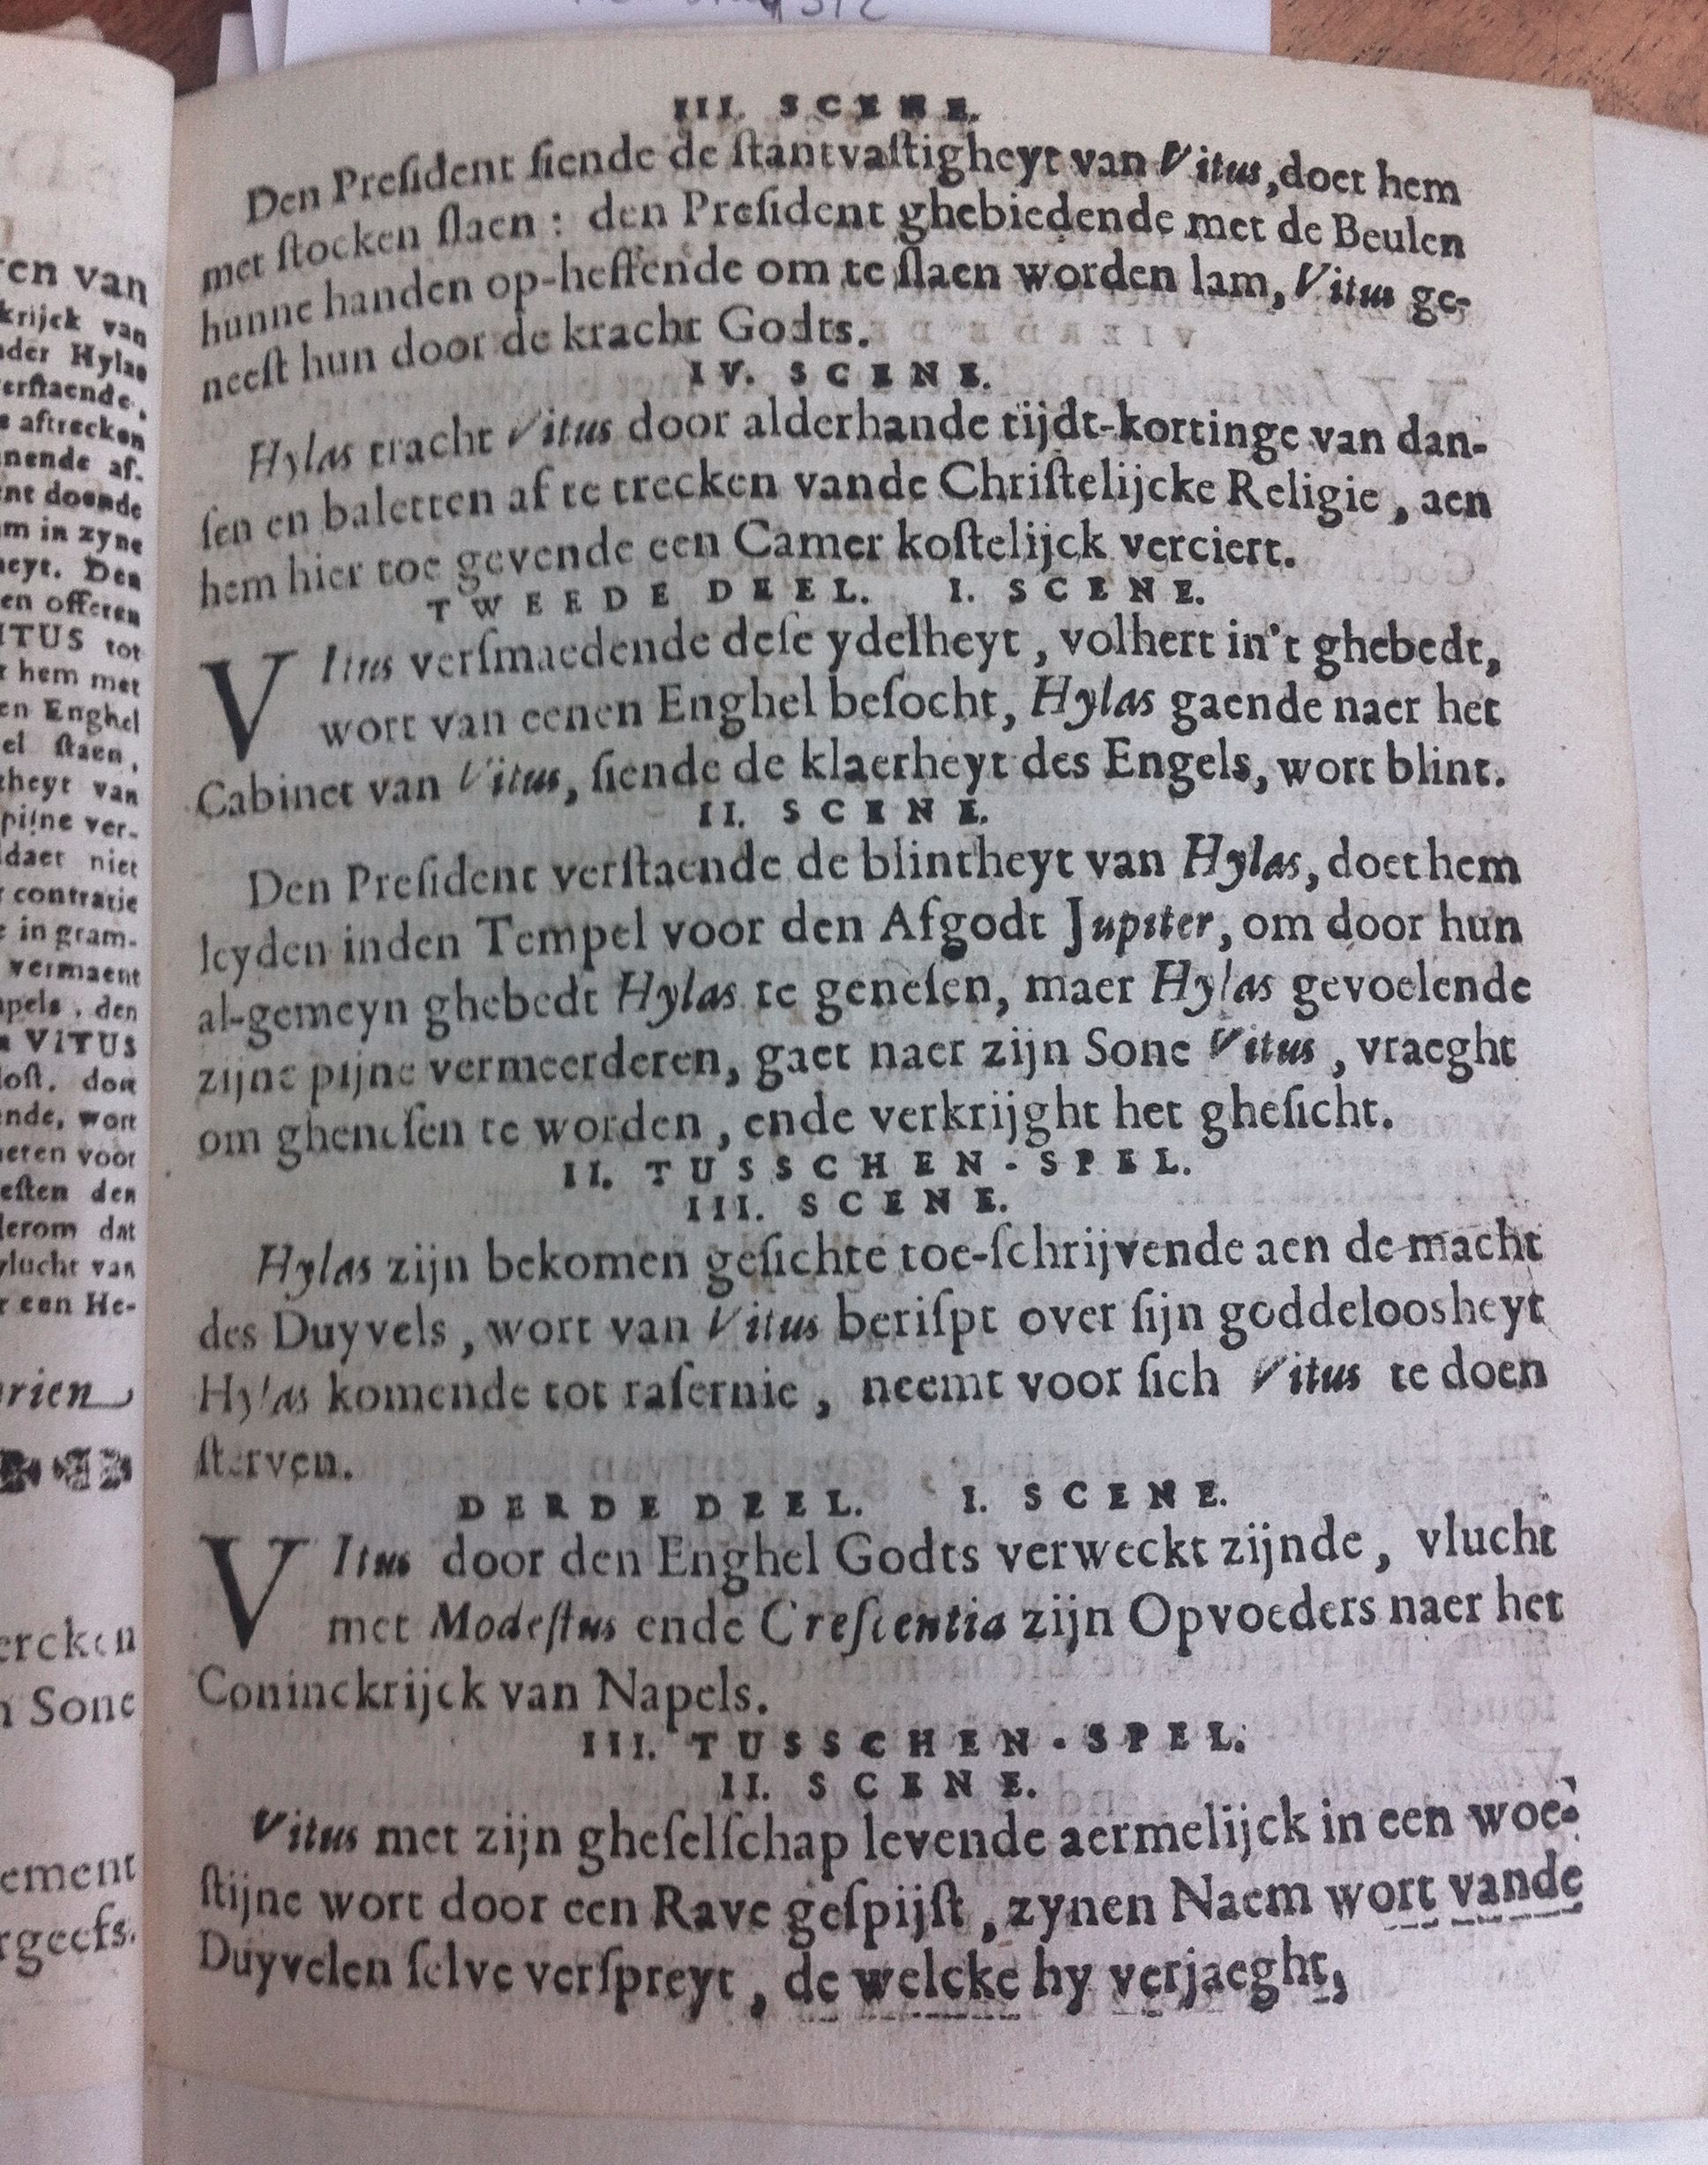 III. SCENE.
Den Preſident ſiende de ſtantvaſtigheyt van Vitus, doet hem
met ſtocken ſlaen : den Preſident ghebiedende met de Beulen
hunne handen op-heffende om te ſlaen worden lam, Vitus ge-
neeſt hun door de kracht Godts.
IV. SCENE.
Hylas tracht Vitus door alderhande tijdt-kortinge van dan-
ſen en baletten af te trecken vande Chriſtelijcke Religie, aen
hem hier toe gevende een Camer koſtelijck verciert.
TWEEDE DEEL. I. SCENE.
VItus verſmaedende deſe ydelheyt, volhert in't ghebedt,
wort van eenen Enghel beſocht, Hylas gaende naer het
Cabinet van Vitus, ſiende de klaerheyt des Engels, wort blint.
II. SCENE.
Den Preſident verſtaende de blintheyt van Hylas, doet hem
leyden inden Tempel voor den Afgodt Jupiter, om door hun
al-gemeyn ghebedt Hylas te geneſen, maer Hylas gevoelende
zijne pijne vermeerderen, gaet naer zijn Sone Vitus, vraeght
om gheneſen te worden, ende verkrijght het gheſicht.
II. TUSSCHEN-SPEL.
III. SCENE.
Hylas zijn bekomen geſichte toe-ſchrijvende aen de macht
des Duyvels, wort van Vitus beriſpt over ſijn goddeloosheyt
Hylas komende tot raſernie, neemt voor ſich Vitus te doen
ſterven.
DERDE DEEL. I. SCENE.
VItus door den Enghel Godts verweckt zijnde, vlucht
met Modeſtus ende Creſcentia zijn Opvoeders naer het
Coninckrijck van Napels.
III. TUSSCHEN-SPEL.
II. SCENE.
Vitus met zijn gheſelſchap levende aermelijck in een woe-
ſtijne wort door een Rave geſpijſt, zynen Naem wort vande
Duyvelen ſelve verſpreyt, de welcke hy verjaeght,